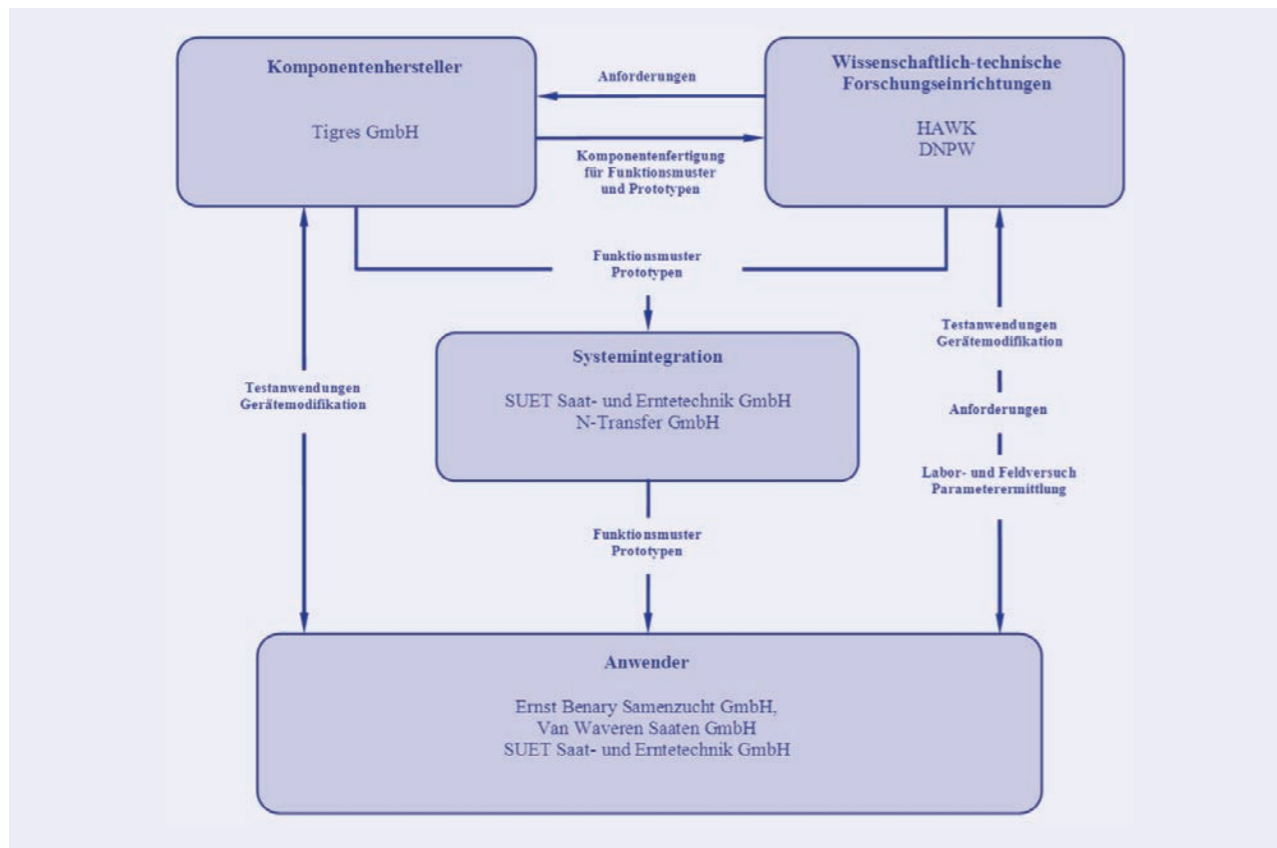 Komponentenhersteller
Tigres GmbH
Anforderungen
Komponentenfertigung
für Funktionsmuster
und Prototypen
Wissenschaftlich-technische
Forschungseinrichtungen
HAWK
DNPW
Funktionsmuster
Prototypen
Systemintegration
SUET Saat- und Erntetechnik GmbH
N-Transfer GmbH
Testanwendungen
Gerätemodifikation
Testanwendungen
Gerätemodifikation
Anforderungen
Labor- und Feldversuch
Parameterermittlung
Funktionsmuster
Prototypen
Anwender
Ernst Benary Samenzucht GmbH,
Van Waveren Saaten GmbH
SUET Saat- und Erntetechnik GmbH